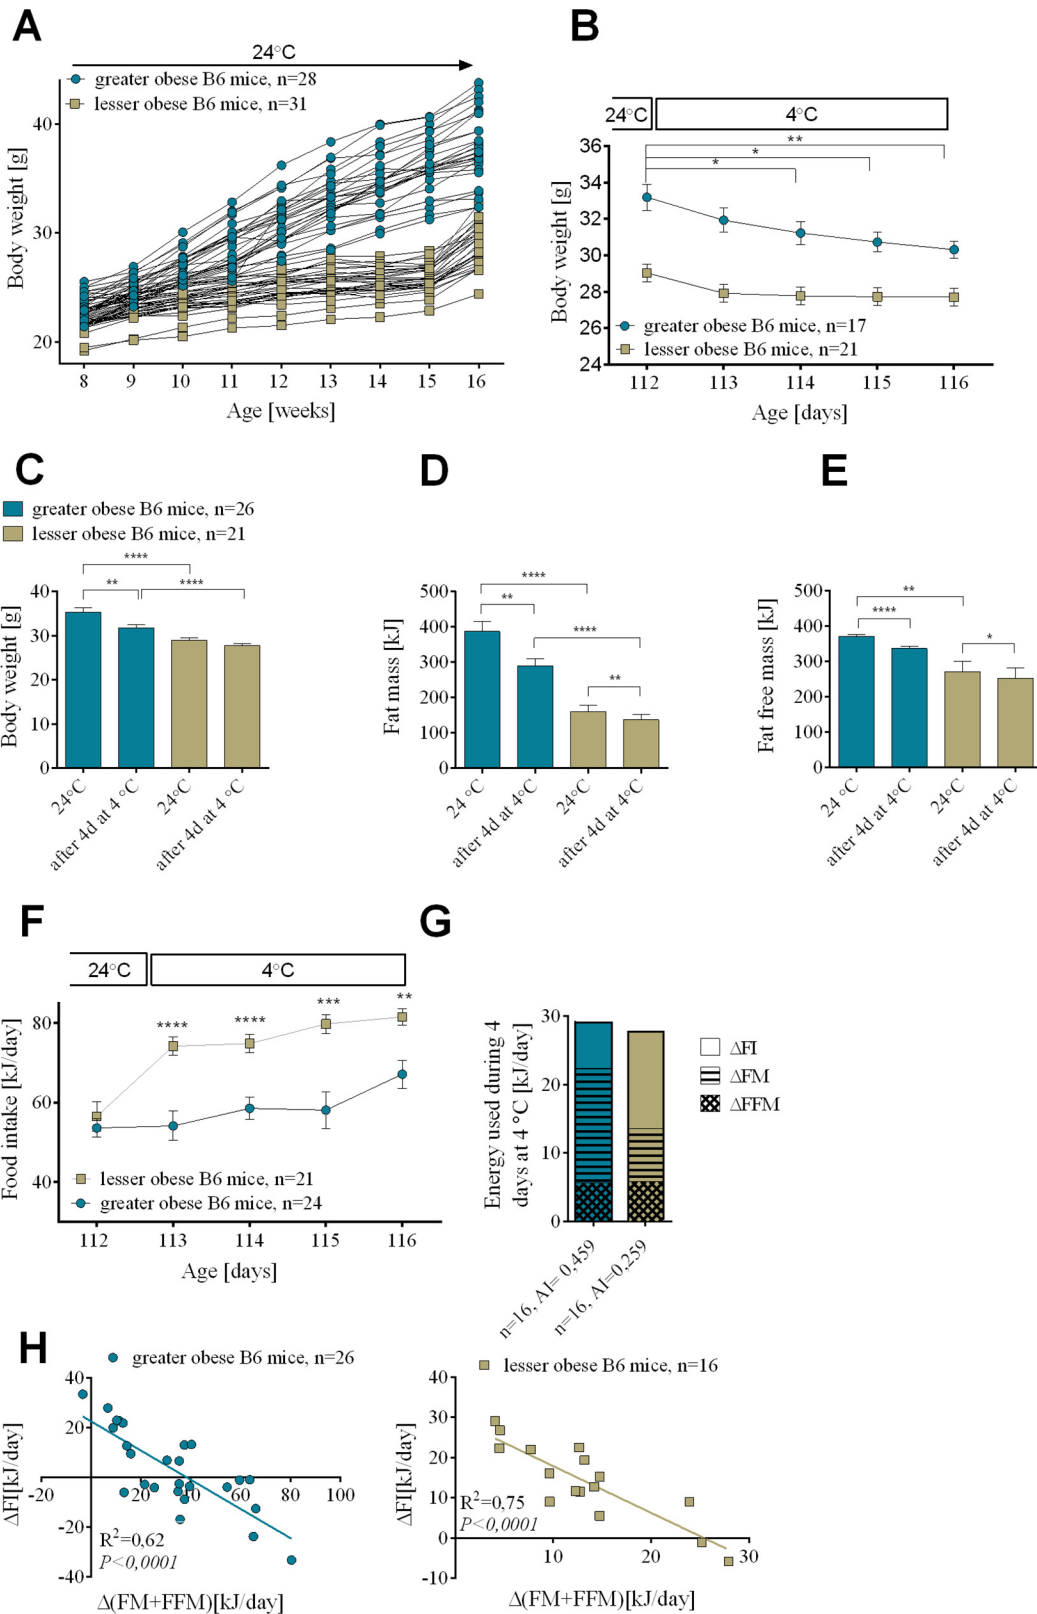 A
24°C
greater obese B6 mice, n=28
lesser obese B6 mice, n=31
Body weight [g]
40
30
20
8 9 10 11 12 13 14 15 16
Age [weeks]
B
24°C 4°C
**
*
*
Body weight [g]
36
34
32
30
28
26
24
greater obese B6 mice, n=17
lesser obese B6 mice, n=21
112 113 114 115 116
Age [days]
C
greater obese B6 mice, n=26
lesser obese B6 mice, n=21
****
** ****
Body weight [g]
40
30
20
10
0
24°C
after 4d at 4 °C
24°C
after 4d at 4 °C
D
****
**
****
**
Fat mass [kJ]
500
400
300
200
100
0
24 °C
after 4d at 4°C
24°C
after 4d at 4°C
E
**
****
*
Fat free mass [kJ]
500
400
300
200
100
0
24 °C
after 4d at 4°C
24°C
after 4d at 4°C
F
24°C 4°C
**** **** *** **
Food intake [kJ/day]
80
60
40
lesser obese B6 mice, n=21
greater obese B6 mice, n=24
112 113 114 115 116
Age [days]
G
Energy used during 4
days at 4 °C [kJ/day]
30
20
10
0
ΔFI
ΔFM
ΔFFM
n=16, AI= 0,459
n=16, AI=0,259
H
greater obese B6 mice, n=26
ΔFI[kJ/day]
40
20
-20
-40
-20 20 40 60 80 100
R²=0,62
P<0,0001
Δ(FM+FFM)[kJ/day]
lesser obese B6 mice, n=16
ΔFI[kJ/day]
40
30
20
10
0
-10
10 20 30
R²=0,75
P<0,0001
Δ(FM+FFM)[kJ/day]